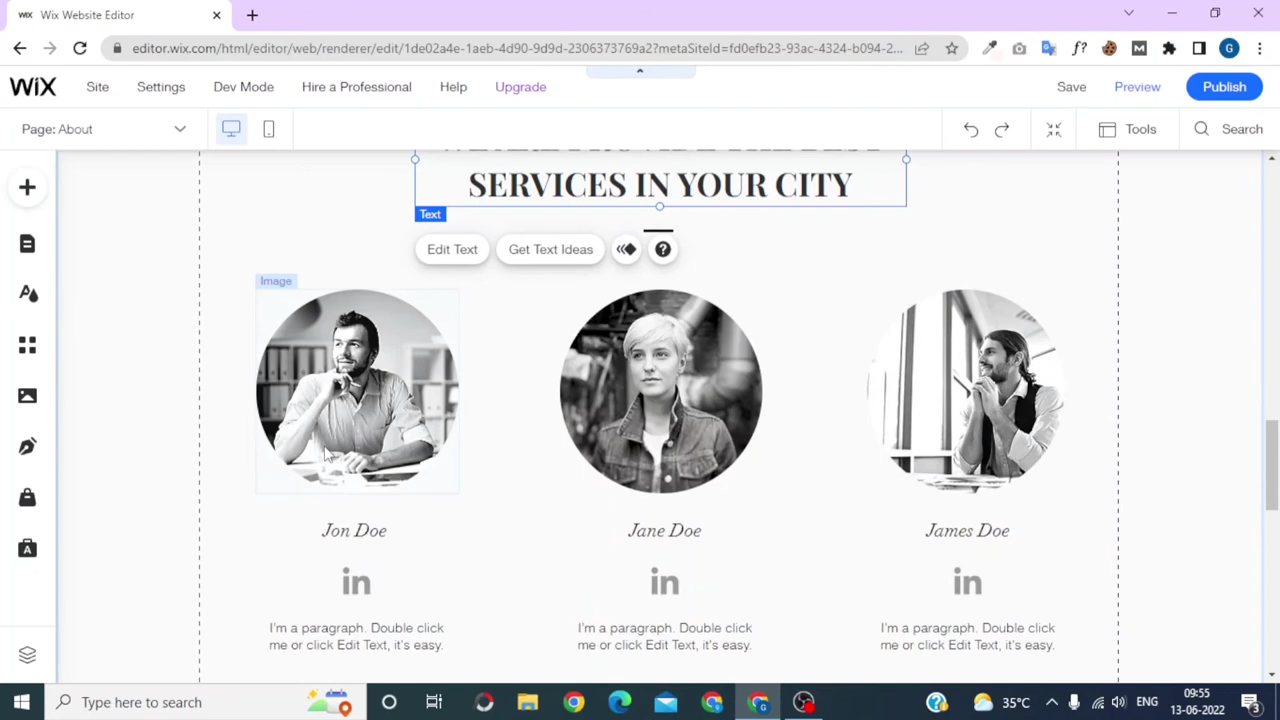 WiX Wix Website Editor
editor.wix.com/html/editor/web/renderer/edit/1de02a4e-1aeb-4d90-9d9d-2306373769a2?metaSiteId=fd0efb23-93ac-4324-b094-2...
f?
M
G
WiX Site Settings Dev Mode Hire a Professional Help Upgrade Save Preview Publish
Page: About Tools Search
SERVICES IN YOUR CITY
Text
Edit Text Get Text Ideas ?
Image
Jon Doe Jane Doe James Doe
in in in
I'm a paragraph. Double click I'm a paragraph. Double click I'm a paragraph. Double click
me or click Edit Text, it's easy. me or click Edit Text, it's easy. me or click Edit Text, it's easy.
Type here to search
G
35°C
ENG
09:55
13-06-2022
3